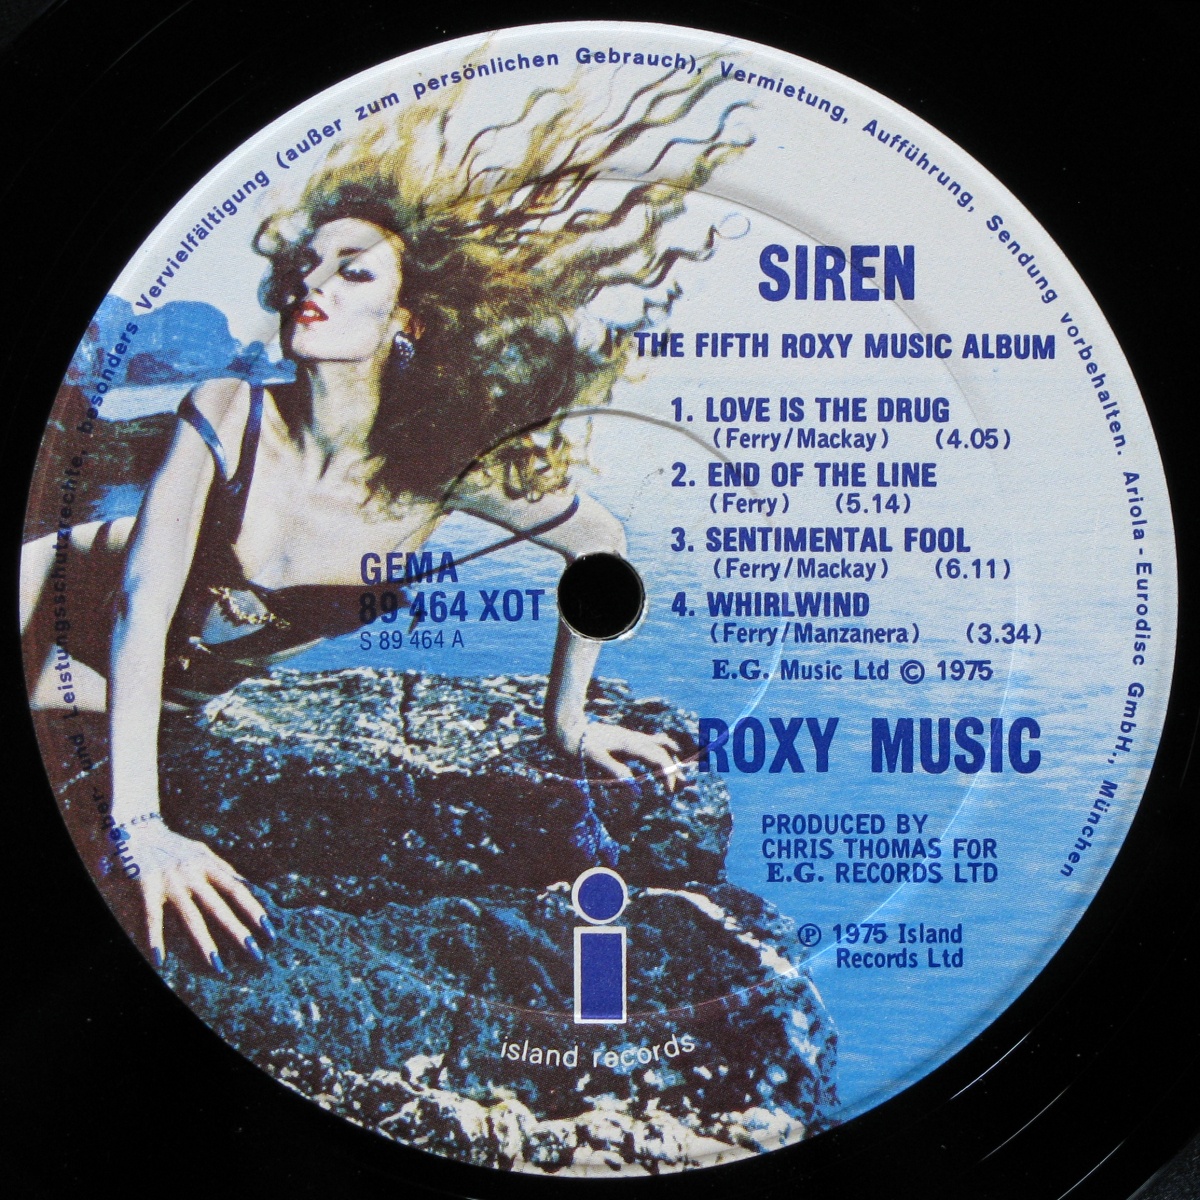 Urheber- und Leistungsschutzrechte, besonders Vervielfältigung (außer zum persönlichen Gebrauch), Vermietung, Aufführung, Sendung vorbehalten. Ariola-Eurodisc GmbH., München
SIREN
THE FIFTH ROXY MUSIC ALBUM
1. LOVE IS THE DRUG
(Ferry/Mackay) (4.05)
2. END OF THE LINE
(Ferry) (5.14)
3. SENTIMENTAL FOOL
(Ferry/Mackay) (6.11)
4. WHIRLWIND
(Ferry/Manzanera) (3.34)
E.G. Music Ltd © 1975
GEMA
89 464 XOT
S 89 464 A
ROXY MUSIC
PRODUCED BY
CHRIS THOMAS FOR
E.G. RECORDS LTD
℗ 1975 Island
Records Ltd
i
island records